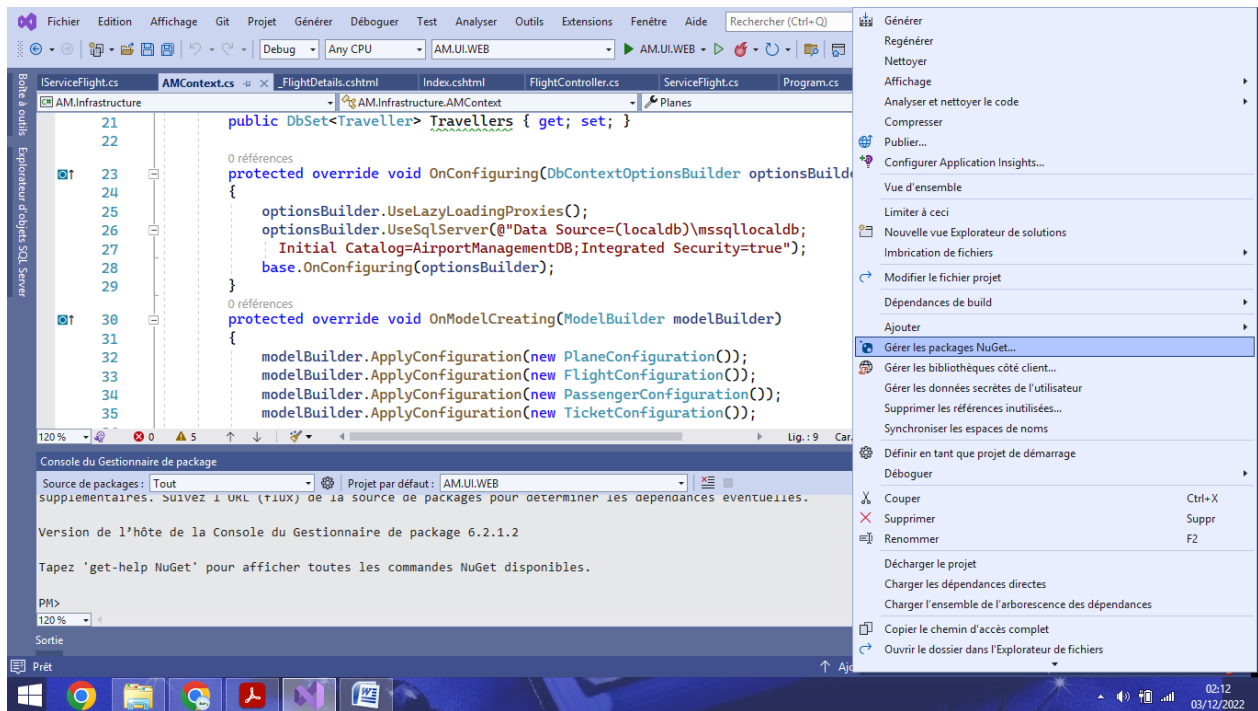 Fichier Edition Affichage Git Projet Générer Déboguer Test Analyser Outils Extensions Fenêtre Aide Rechercher (Ctrl+Q)
Debug Any CPU AM.UI.WEB AM.UI.WEB
IServiceFlight.cs AMContext.cs _FlightDetails.cshtml Index.cshtml FlightController.cs ServiceFlight.cs Program.cs
AM.Infrastructure AM.Infrastructure.AMContext Planes
Boîte à outils
Explorateur d'objets SQL Server
21 public DbSet<Traveller> Travellers { get; set; }
22
0 références
23 protected override void OnConfiguring(DbContextOptionsBuilder optionsBuilde
24 {
25 optionsBuilder.UseLazyLoadingProxies();
26 optionsBuilder.UseSqlServer(@"Data Source=(localdb)\mssqllocaldb;
27 Initial Catalog=AirportManagementDB;Integrated Security=true");
28 base.OnConfiguring(optionsBuilder);
29 }
0 références
30 protected override void OnModelCreating(ModelBuilder modelBuilder)
31 {
32 modelBuilder.ApplyConfiguration(new PlaneConfiguration());
33 modelBuilder.ApplyConfiguration(new FlightConfiguration());
34 modelBuilder.ApplyConfiguration(new PassengerConfiguration());
35 modelBuilder.ApplyConfiguration(new TicketConfiguration());
120 % 0 5 Lig. : 9 Car.
Console du Gestionnaire de package
Source de packages : Tout Projet par défaut : AM.UI.WEB
supplémentaires. Suivez l'URL (flux) de la source de packages pour déterminer les dépendances éventuelles.
Version de l'hôte de la Console du Gestionnaire de package 6.2.1.2
Tapez 'get-help NuGet' pour afficher toutes les commandes NuGet disponibles.
PM>
120 %
Sortie
Prêt Ajo
Générer
Regénérer
Nettoyer
Affichage
Analyser et nettoyer le code
Compresser
Publier...
Configurer Application Insights...
Vue d'ensemble
Limiter à ceci
Nouvelle vue Explorateur de solutions
Imbrication de fichiers
Modifier le fichier projet
Dépendances de build
Ajouter
Gérer les packages NuGet...
Gérer les bibliothèques côté client...
Gérer les données secrètes de l'utilisateur
Supprimer les références inutilisées...
Synchroniser les espaces de noms
Définir en tant que projet de démarrage
Déboguer
Couper Ctrl+X
Supprimer Suppr
Renommer F2
Décharger le projet
Charger les dépendances directes
Charger l'ensemble de l'arborescence des dépendances
Copier le chemin d'accès complet
Ouvrir le dossier dans l'Explorateur de fichiers
02:12
03/12/2022